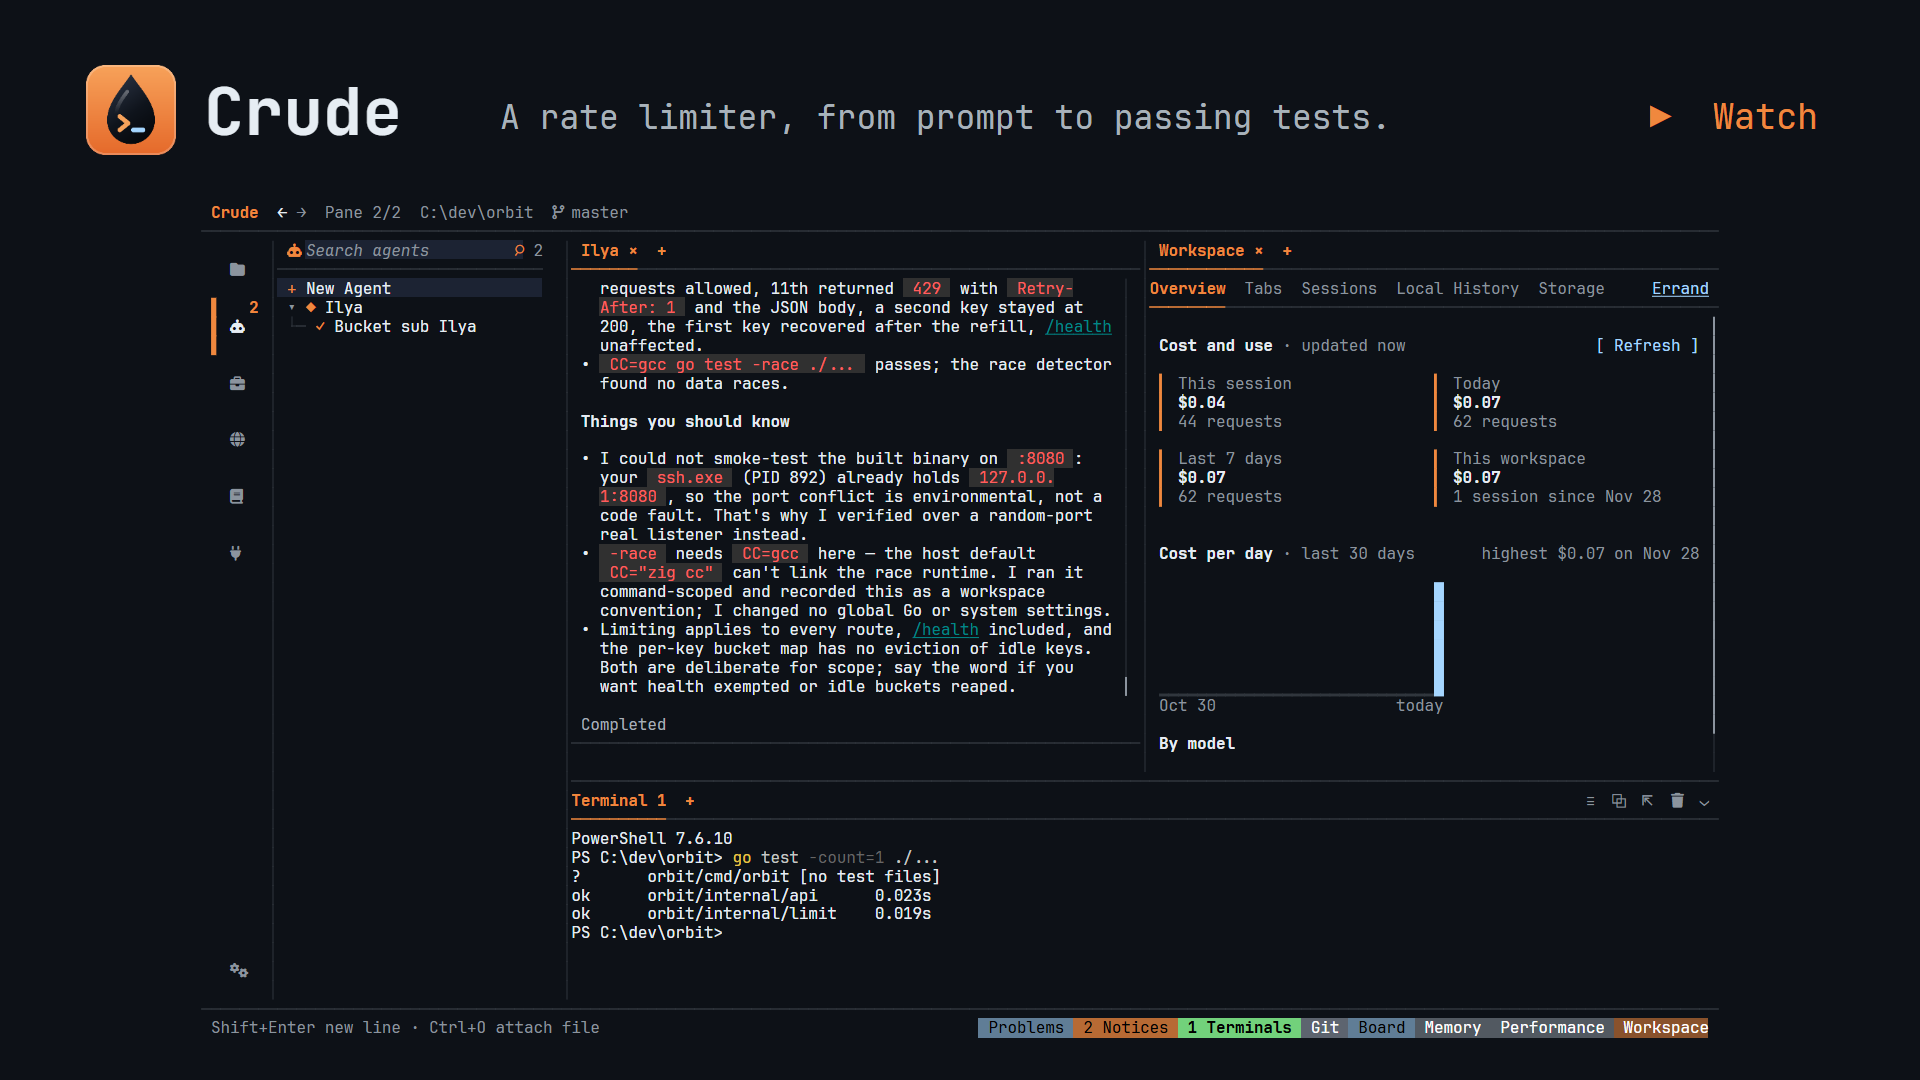 Crude
A rate limiter, from prompt to passing tests.
▶ Watch
Crude ← → Pane 2/2 C:\dev\orbit master
Search agents 2
2
+ New Agent
▾ ◆ Ilya
✓ Bucket sub Ilya
Ilya × +
requests allowed, 11th returned 429 with Retry-
After: 1 and the JSON body, a second key stayed at
200, the first key recovered after the refill, /health
unaffected.
• CC=gcc go test -race ./... passes; the race detector
found no data races.
Things you should know
• I could not smoke-test the built binary on :8080 :
your ssh.exe (PID 892) already holds 127.0.0.
1:8080 , so the port conflict is environmental, not a
code fault. That's why I verified over a random-port
real listener instead.
• -race needs CC=gcc here — the host default
CC="zig cc" can't link the race runtime. I ran it
command-scoped and recorded this as a workspace
convention; I changed no global Go or system settings.
• Limiting applies to every route, /health included, and
the per-key bucket map has no eviction of idle keys.
Both are deliberate for scope; say the word if you
want health exempted or idle buckets reaped.
Completed
Workspace × +
Overview Tabs Sessions Local History Storage Errand
Cost and use · updated now [ Refresh ]
This session
$0.04
44 requests
Today
$0.07
62 requests
Last 7 days
$0.07
62 requests
This workspace
$0.07
1 session since Nov 28
Cost per day · last 30 days highest $0.07 on Nov 28
Oct 30 today
By model
Terminal 1 +
PowerShell 7.6.10
PS C:\dev\orbit> go test -count=1 ./...
? orbit/cmd/orbit [no test files]
ok orbit/internal/api 0.023s
ok orbit/internal/limit 0.019s
PS C:\dev\orbit>
Shift+Enter new line · Ctrl+O attach file
Problems 2 Notices 1 Terminals Git Board Memory Performance Workspace